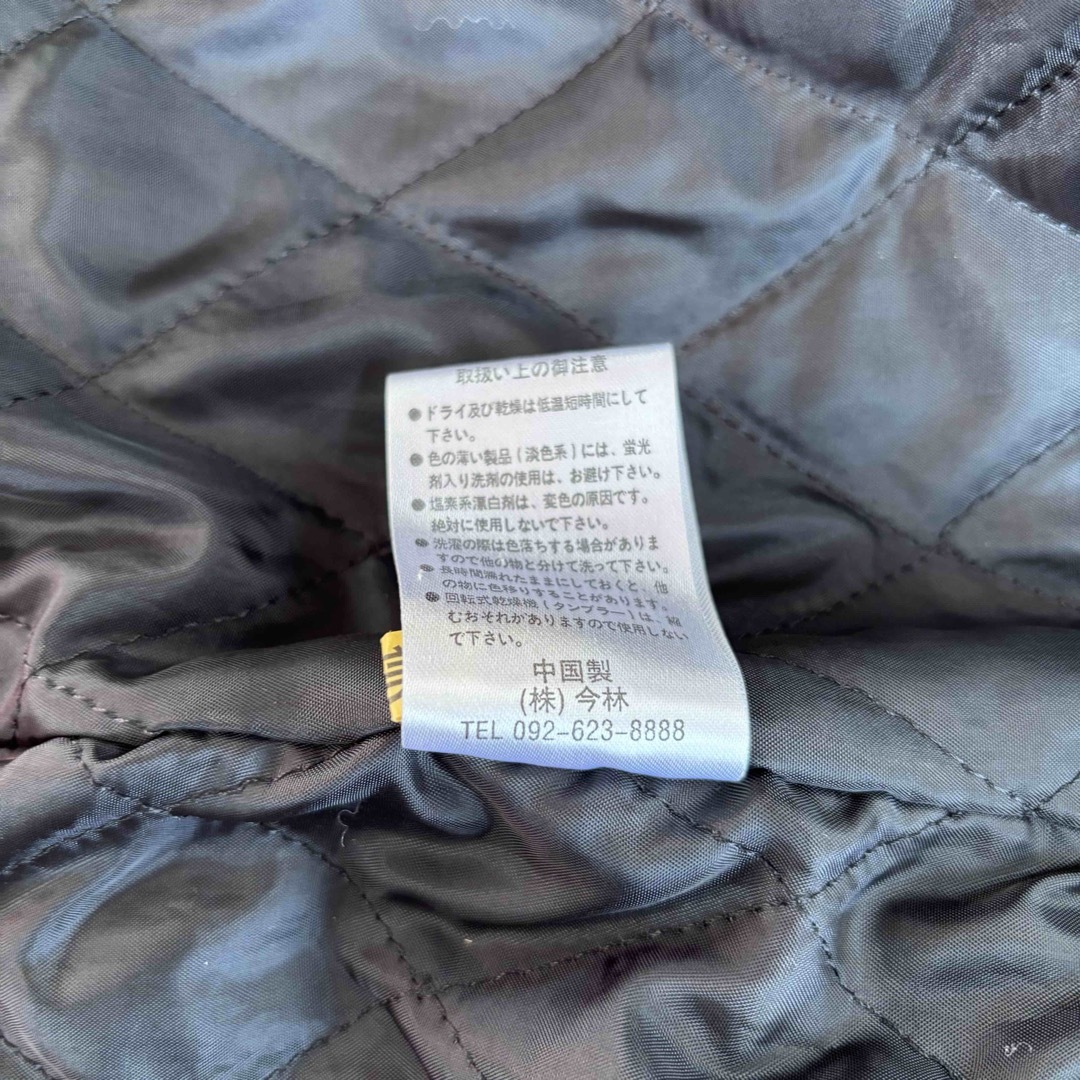 取扱い上の御注意
●ドライ及び乾燥は低温短時間にして
下さい。
●色の薄い製品(淡色系)には、蛍光
剤入り洗剤の使用は、お避け下さい。
●塩素系漂白剤は、変色の原因です。
絶対に使用しないで下さい。
●洗濯の際は色落ちする場合がありま
すので他の物と分けて洗って下さい。
●長時間濡れたままにしておくと、他
の物に色移りすることがあります。
●回転式乾燥機(タンブラー)は、縮
むおそれがありますので使用しない
で下さい。
中国製
(株)今林
TEL 092-623-8888